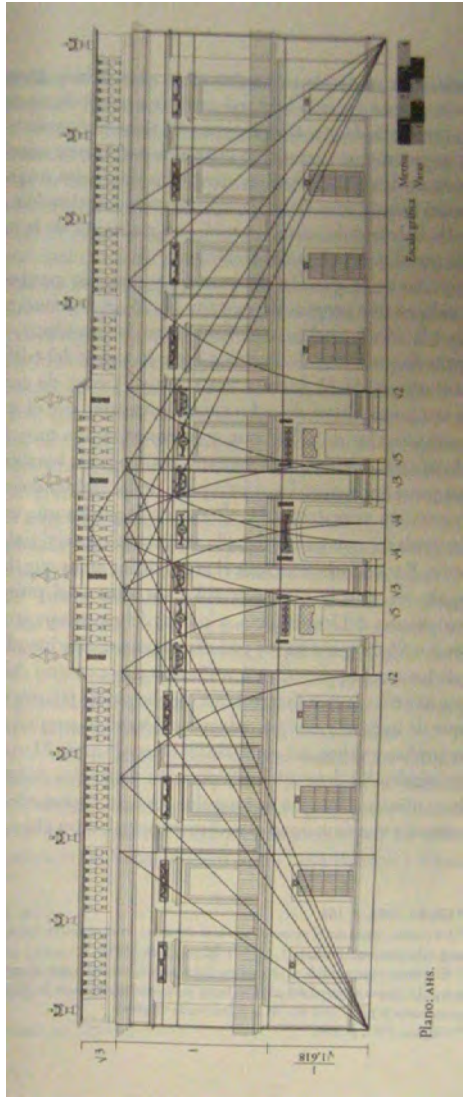 √3
1
1
√1,618
√2 √5 √3 √4 √4 √3 √5 √2
Plano: AHS.
Escala gráfica
Metros
Varas